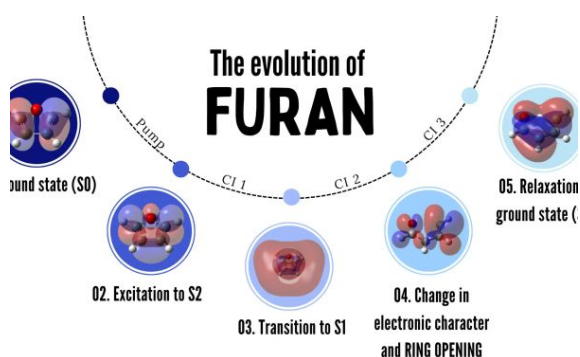 The evolution of
FURAN
Pump
CI 1
CI 2
CI 3
state (S0)
02. Excitation to S2
03. Transition to S1
04. Change in
electronic character
and RING OPENING
05. Relaxation
ground state